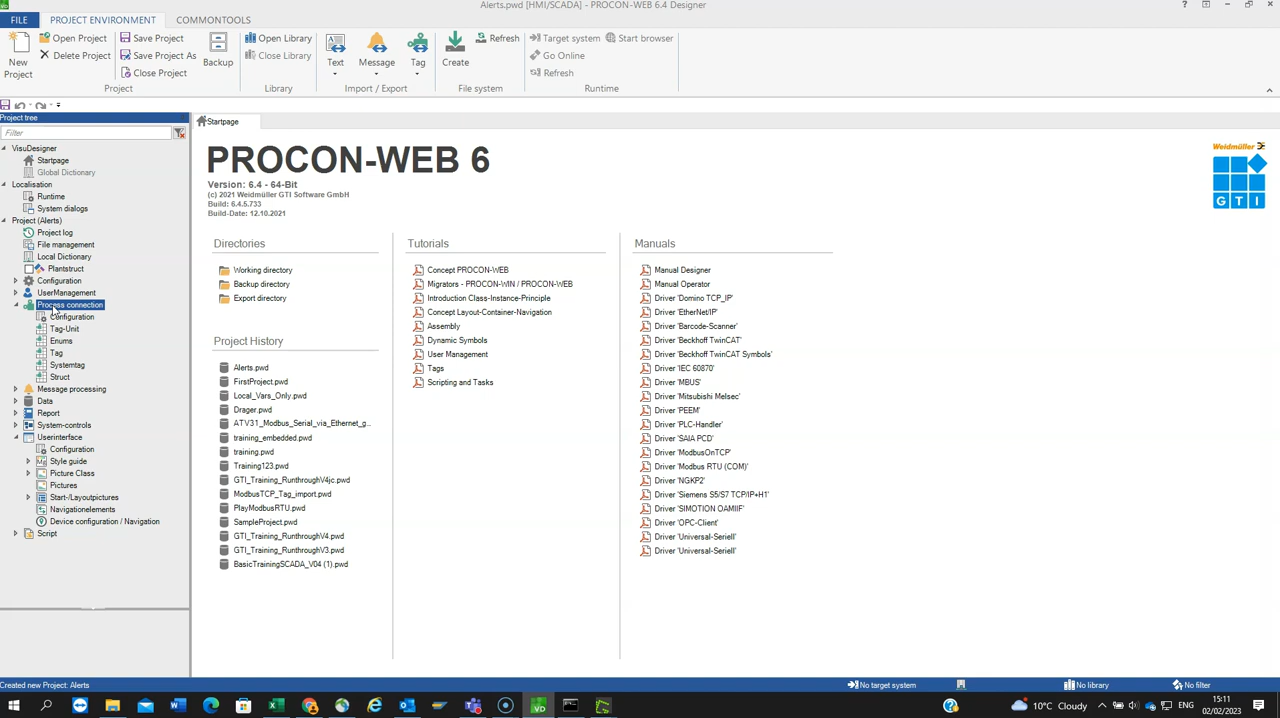 Alerts.pwd [HMI/SCADA] - PROCON-WEB 6.4 Designer
FILE
PROJECT ENVIRONMENT
COMMONTOOLS
New Project
Open Project
Delete Project
Save Project
Save Project As
Close Project
Backup
Project
Open Library
Close Library
Library
Text
Message
Tag
Import / Export
Create
Refresh
File system
Target system
Start browser
Go Online
Refresh
Runtime
Project tree
Filter
VisuDesigner
Startpage
Global Dictionary
Localisation
Runtime
System dialogs
Project (Alerts)
Project log
File management
Local Dictionary
Plantstruct
Configuration
UserManagement
Process connection
Configuration
Tag-Unit
Enums
Tag
Systemtag
Struct
Message processing
Data
Report
System-controls
Userinterface
Configuration
Style guide
Picture Class
Pictures
Start-/Layoutpictures
Navigationelements
Device configuration / Navigation
Script
Startpage
PROCON-WEB 6
Version: 6.4 - 64-Bit
(c) 2021 Weidmüller GTI Software GmbH
Build: 6.4.5.733
Build-Date: 12.10.2021
Weidmüller
GTI
Directories
Working directory
Backup directory
Export directory
Project History
Alerts.pwd
FirstProject.pwd
Local_Vars_Only.pwd
Drager.pwd
ATV31_Modbus_Serial_via_Ethernet_g...
training_embedded.pwd
training.pwd
Training123.pwd
GTI_Training_RunthroughV4jc.pwd
ModbusTCP_Tag_import.pwd
PlayModbusRTU.pwd
SampleProject.pwd
GTI_Training_RunthroughV4.pwd
GTI_Training_RunthroughV3.pwd
BasicTrainingSCADA_V04 (1).pwd
Tutorials
Concept PROCON-WEB
Migrators - PROCON-WIN / PROCON-WEB
Introduction Class-Instance-Principle
Concept Layout-Container-Navigation
Assembly
Dynamic Symbols
User Management
Tags
Scripting and Tasks
Manuals
Manual Designer
Manual Operator
Driver 'Domino TCP_IP'
Driver 'EtherNet/IP'
Driver 'Barcode-Scanner'
Driver 'Beckhoff TwinCAT'
Driver 'Beckhoff TwinCAT Symbols'
Driver 'IEC 60870'
Driver 'MBUS'
Driver 'Mitsubishi Melsec'
Driver 'PEEM'
Driver 'PLC-Handler'
Driver 'SAIA PCD'
Driver 'ModbusOnTCP'
Driver 'Modbus RTU (COM)'
Driver 'NGKP2'
Driver 'Siemens S5/S7 TCP/IP+H1'
Driver 'SIMOTION OAMIIF'
Driver 'OPC-Client'
Driver 'Universal-Seriell'
Driver 'Universal-Seriell'
Created new Project: Alerts
No target system
No library
No filter
VD
10°C Cloudy
ENG
15:11
02/02/2023